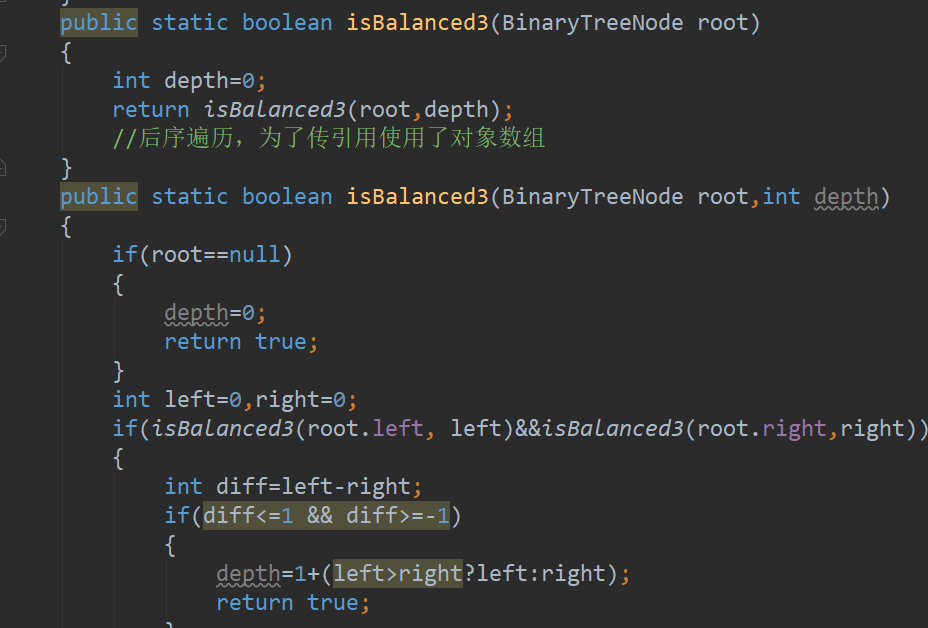 }
public static boolean isBalanced3(BinaryTreeNode root)
{
int depth=0;
return isBalanced3(root,depth);
//后序遍历，为了传引用使用了对象数组
}
public static boolean isBalanced3(BinaryTreeNode root,int depth)
{
if(root==null)
{
depth=0;
return true;
}
int left=0,right=0;
if(isBalanced3(root.left, left)&&isBalanced3(root.right,right))
{
int diff=left-right;
if(diff<=1 && diff>=-1)
{
depth=1+(left>right?left:right);
return true;
}